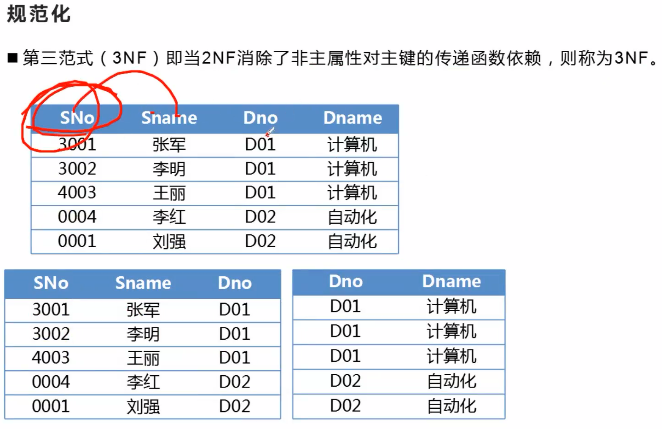 规范化
■ 第三范式（3NF）即当2NF消除了非主属性对主键的传递函数依赖，则称为3NF。
SNo Sname Dno Dname
3001 张军 D01 计算机
3002 李明 D01 计算机
4003 王丽 D01 计算机
0004 李红 D02 自动化
0001 刘强 D02 自动化
SNo Sname Dno
3001 张军 D01
3002 李明 D01
4003 王丽 D01
0004 李红 D02
0001 刘强 D02
Dno Dname
D01 计算机
D01 计算机
D01 计算机
D02 自动化
D02 自动化